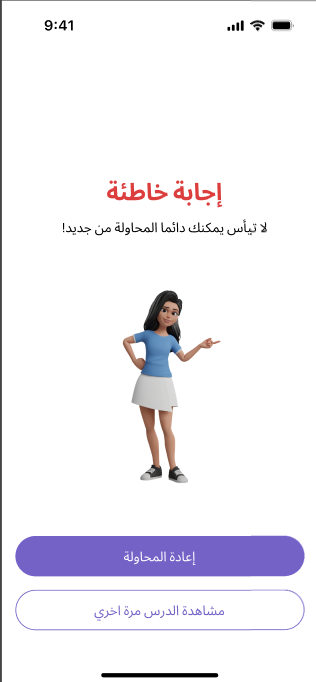 9:41
إجابة خاطئة
لا تيأس يمكنك دائما المحاولة من جديد!
إعادة المحاولة
مشاهدة الدرس مرة اخري